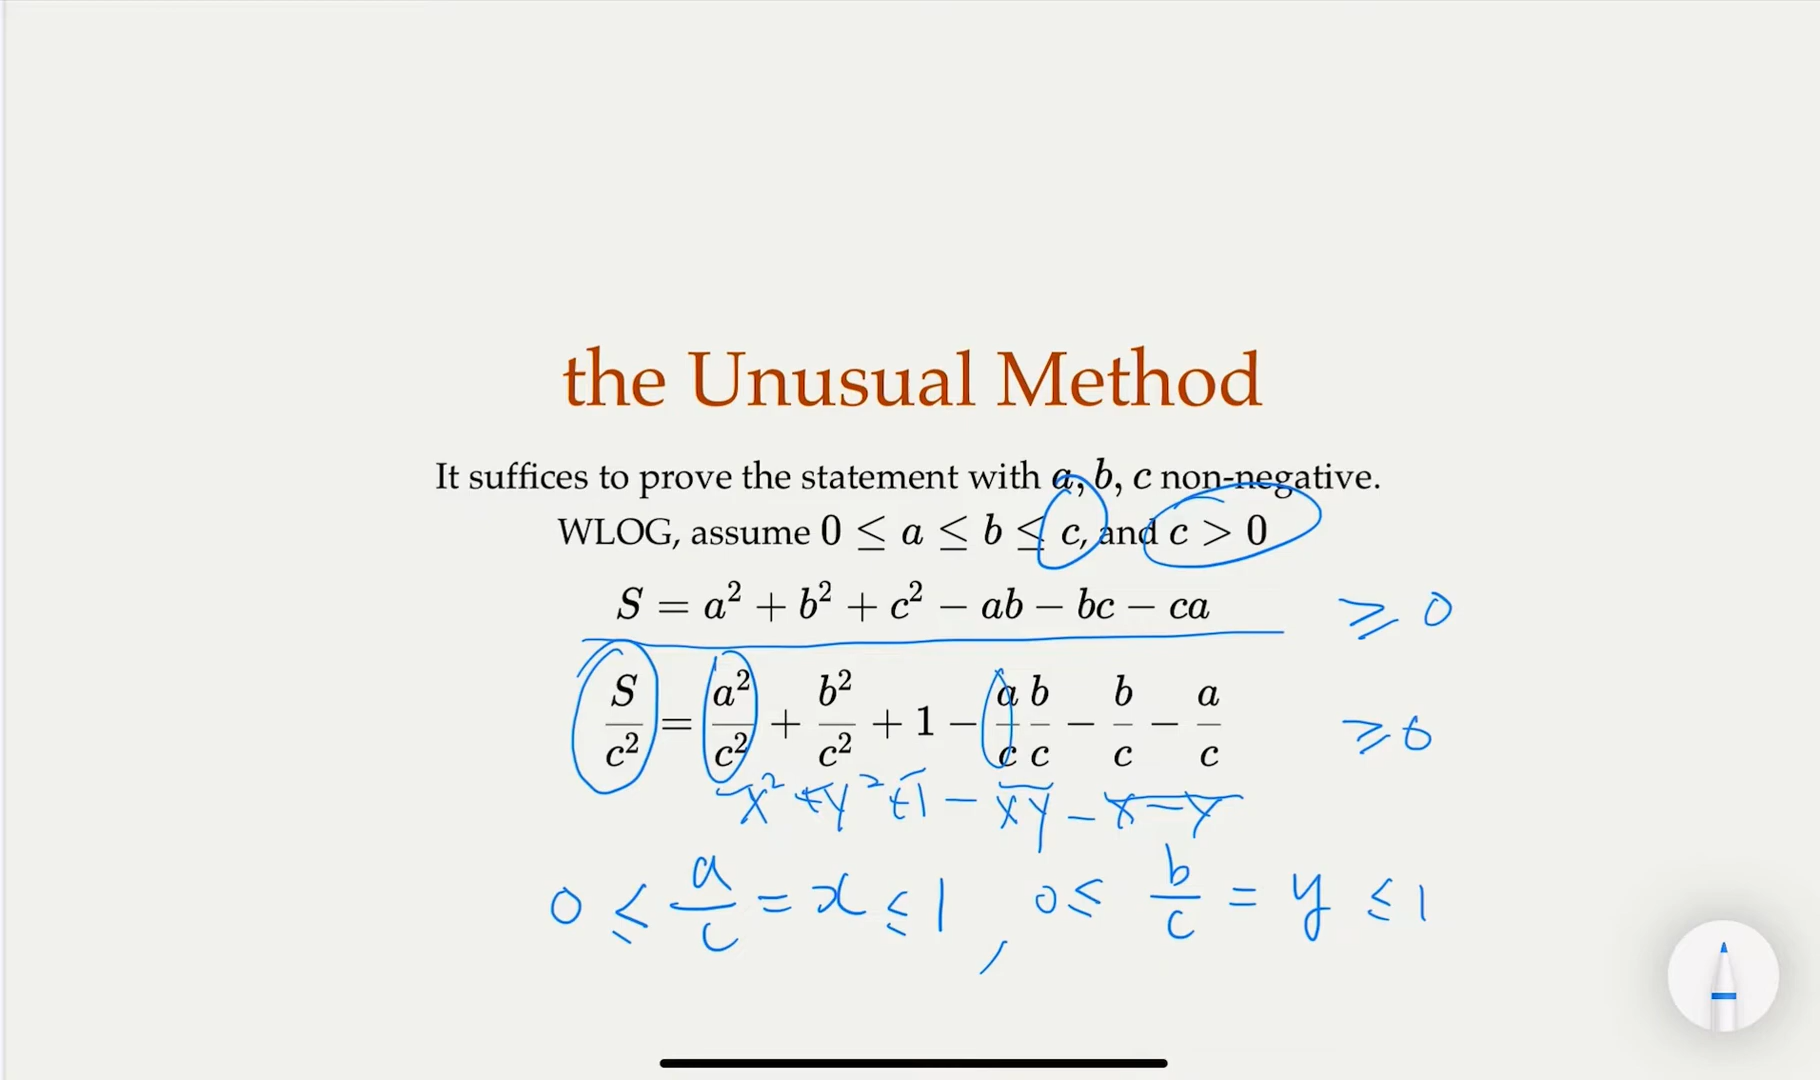 the Unusual Method
It suffices to prove the statement with a, b, c non-negative.
WLOG, assume 0 ≤ a ≤ b ≤ c, and c > 0
S = a² + b² + c² − ab − bc − ca ≥ 0
S/c² = a²/c² + b²/c² + 1 − a/c b/c − b/c − a/c ≥ 0
x² + y² + 1 − xy − x − y
0 ≤ a/c = x ≤ 1, 0 ≤ b/c = y ≤ 1